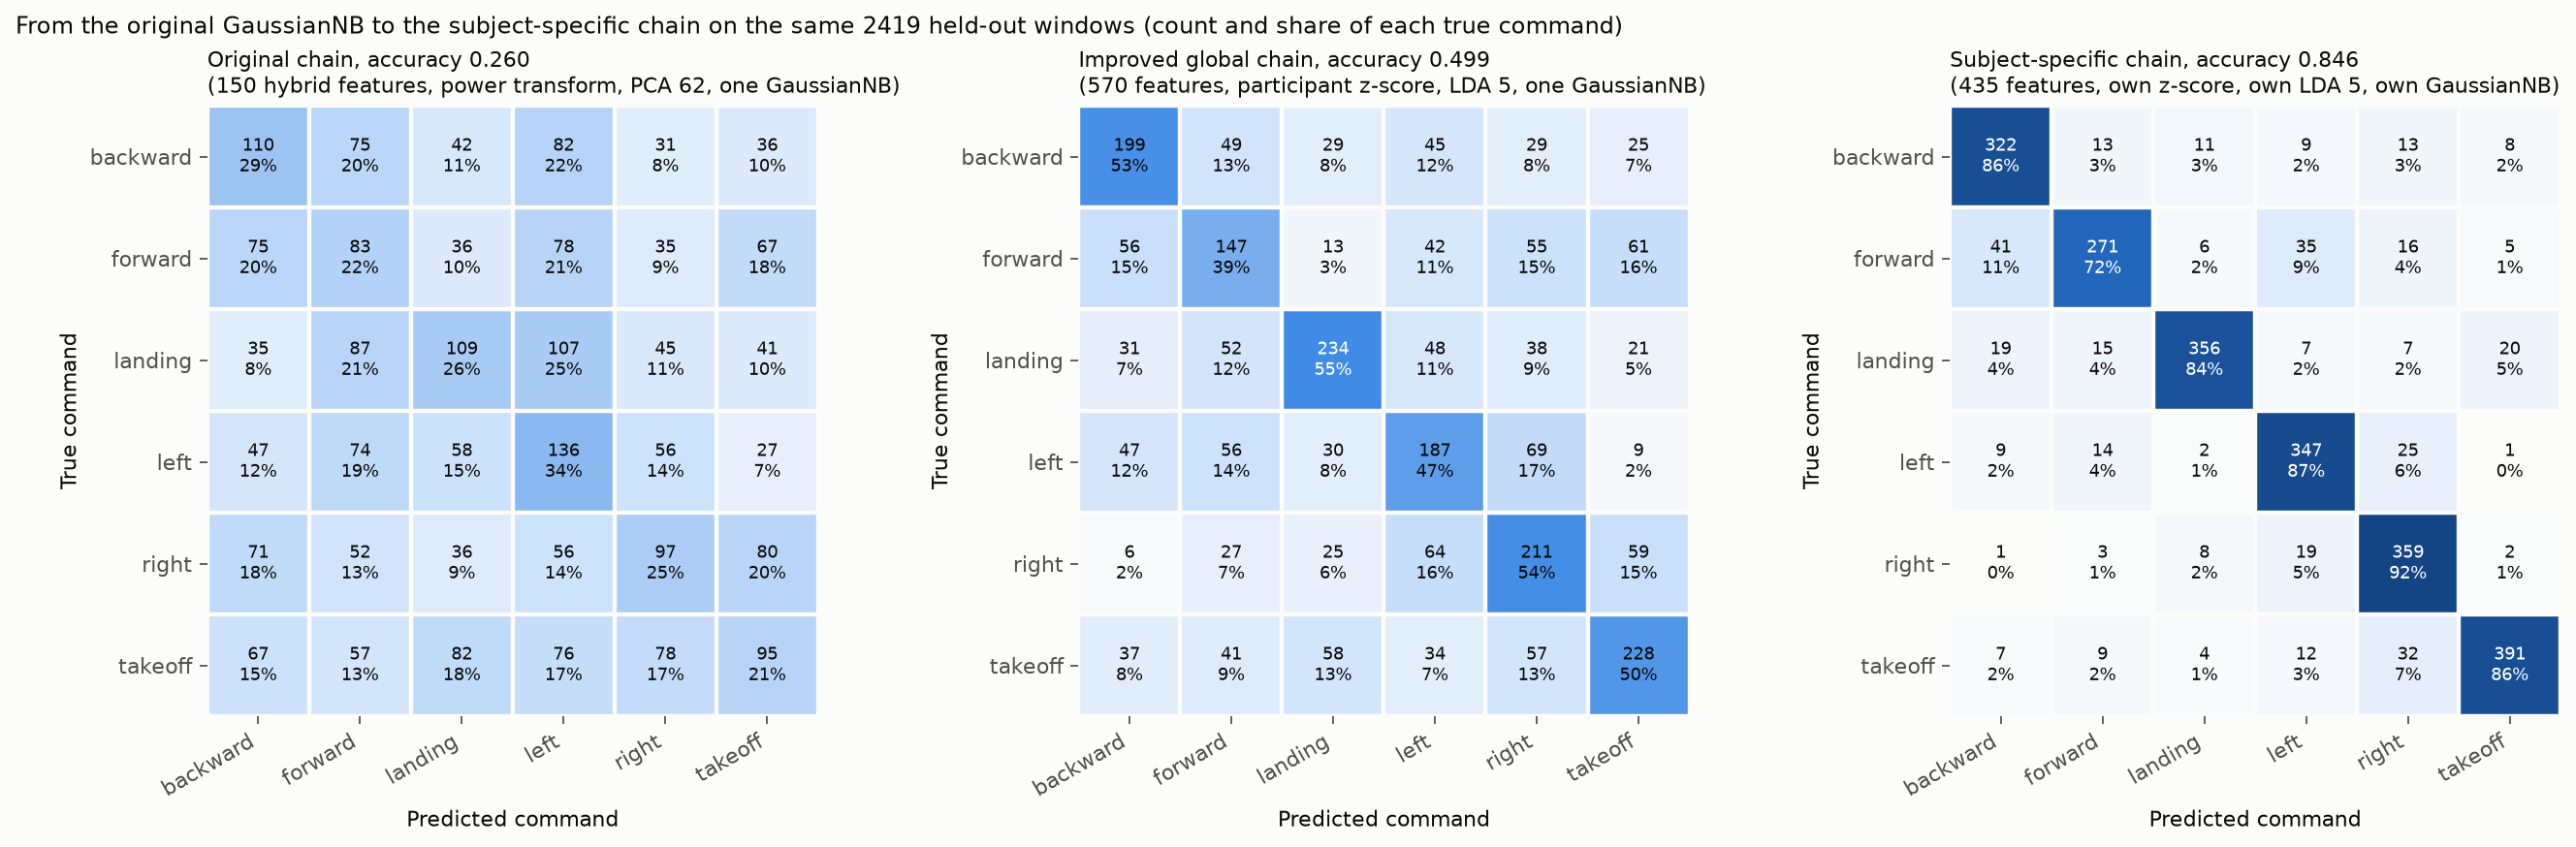 From the original GaussianNB to the subject-specific chain on the same 2419 held-out windows (count and share of each true command)
Original chain, accuracy 0.260
(150 hybrid features, power transform, PCA 62, one GaussianNB)
True command
backward
110 75 42 82 31 36
29% 20% 11% 22% 8% 10%
forward
75 83 36 78 35 67
20% 22% 10% 21% 9% 18%
landing
35 87 109 107 45 41
8% 21% 26% 25% 11% 10%
left
47 74 58 136 56 27
12% 19% 15% 34% 14% 7%
right
71 52 36 56 97 80
18% 13% 9% 14% 25% 20%
takeoff
67 57 82 76 78 95
15% 13% 18% 17% 17% 21%
backward forward landing left right takeoff
Predicted command
Improved global chain, accuracy 0.499
(570 features, participant z-score, LDA 5, one GaussianNB)
True command
backward
199 49 29 45 29 25
53% 13% 8% 12% 8% 7%
forward
56 147 13 42 55 61
15% 39% 3% 11% 15% 16%
landing
31 52 234 48 38 21
7% 12% 55% 11% 9% 5%
left
47 56 30 187 69 9
12% 14% 8% 47% 17% 2%
right
6 27 25 64 211 59
2% 7% 6% 16% 54% 15%
takeoff
37 41 58 34 57 228
8% 9% 13% 7% 13% 50%
backward forward landing left right takeoff
Predicted command
Subject-specific chain, accuracy 0.846
(435 features, own z-score, own LDA 5, own GaussianNB)
True command
backward
322 13 11 9 13 8
86% 3% 3% 2% 3% 2%
forward
41 271 6 35 16 5
11% 72% 2% 9% 4% 1%
landing
19 15 356 7 7 20
4% 4% 84% 2% 2% 5%
left
9 14 2 347 25 1
2% 4% 1% 87% 6% 0%
right
1 3 8 19 359 2
0% 1% 2% 5% 92% 1%
takeoff
7 9 4 12 32 391
2% 2% 1% 3% 7% 86%
backward forward landing left right takeoff
Predicted command